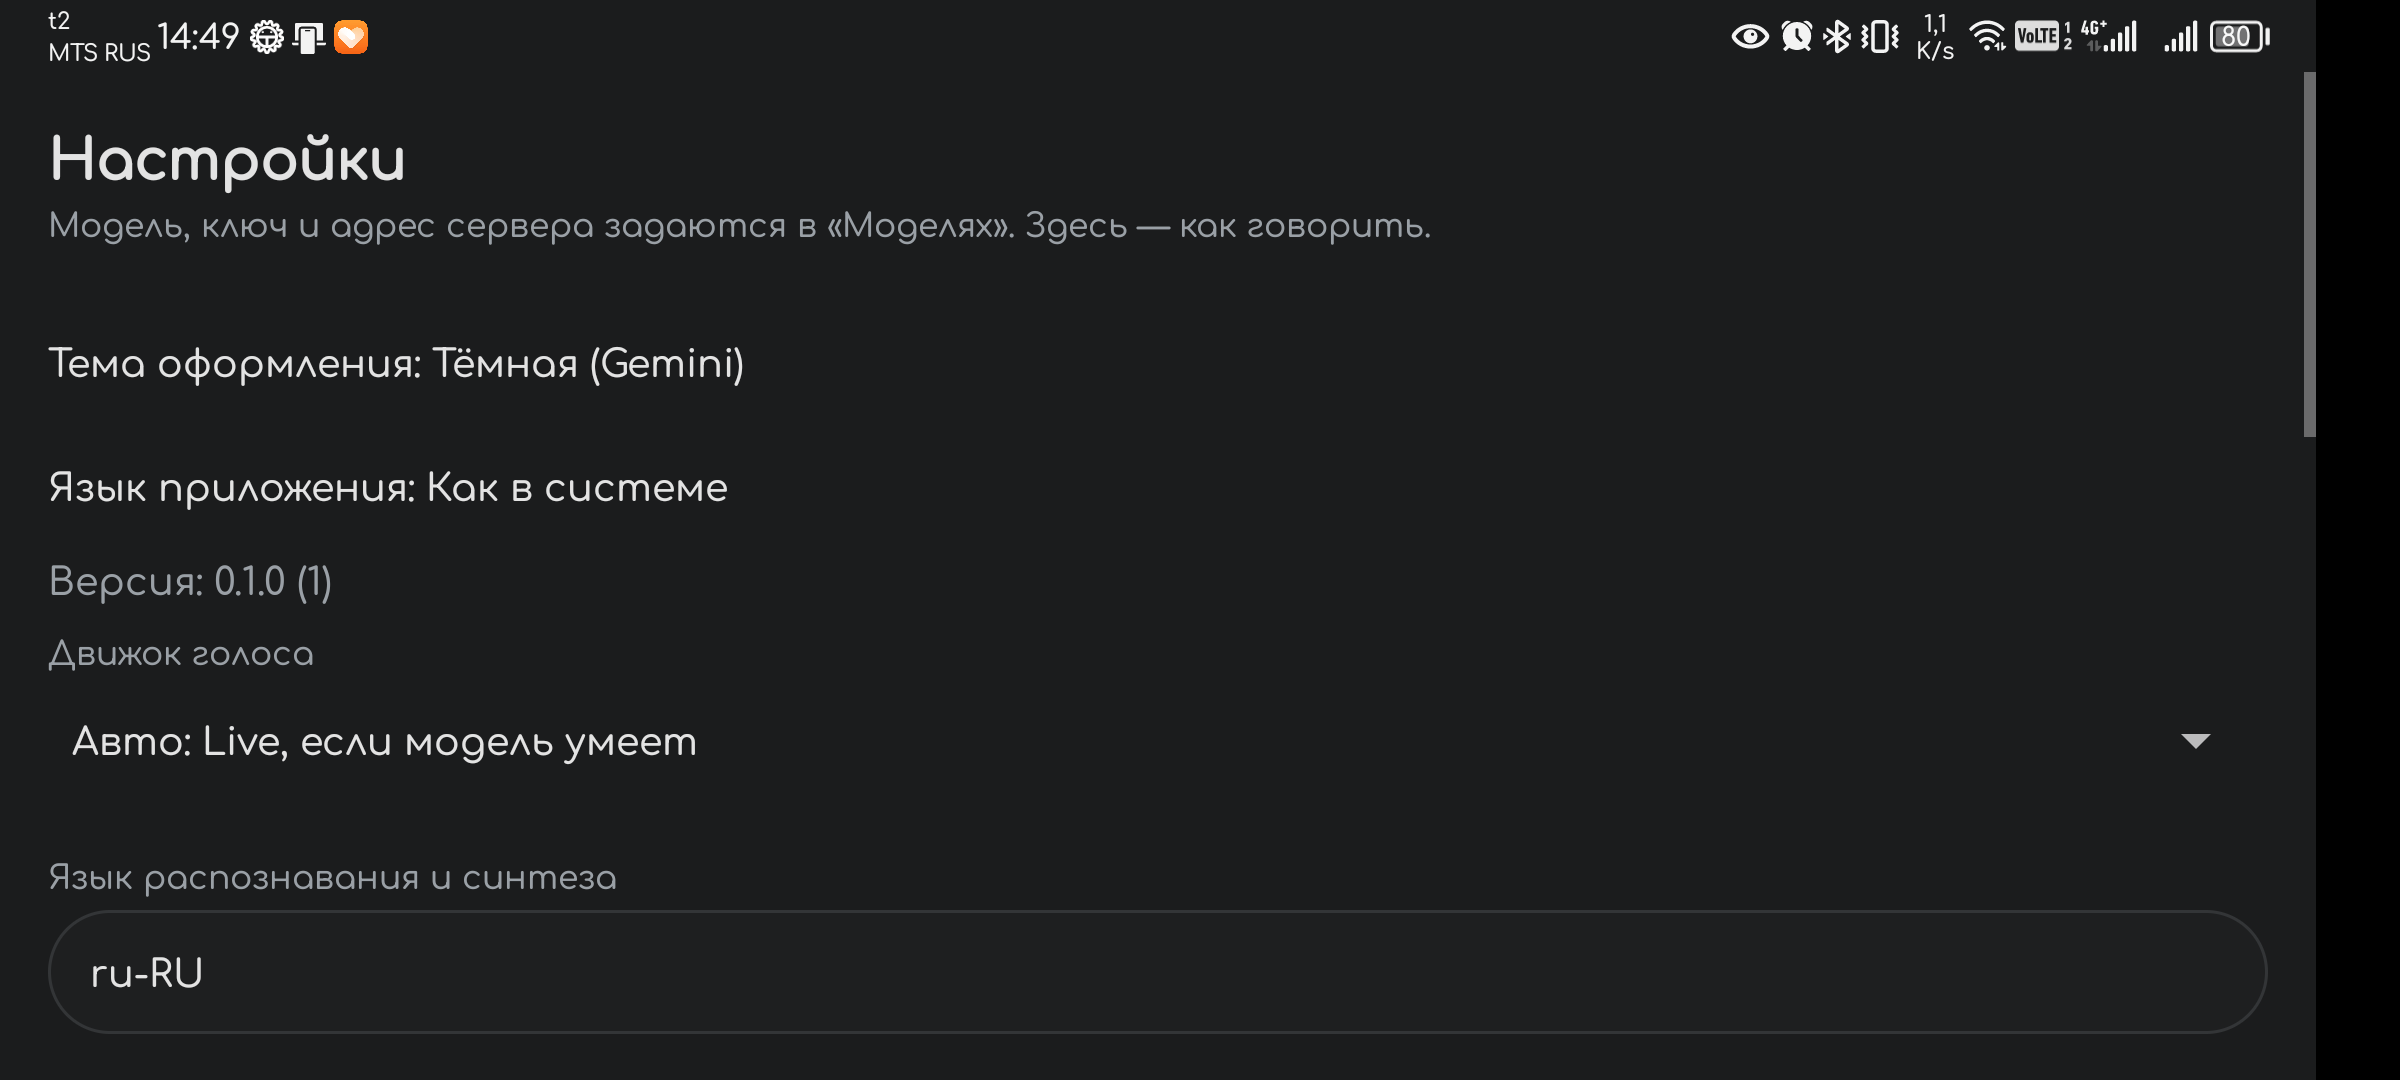 t2
MTS RUS 14:49
1,1 K/s VoLTE 1 2 4G+ 80
Настройки
Модель, ключ и адрес сервера задаются в «Моделях». Здесь — как говорить.
Тема оформления: Тёмная (Gemini)
Язык приложения: Как в системе
Версия: 0.1.0 (1)
Движок голоса
Авто: Live, если модель умеет
Язык распознавания и синтеза
ru-RU